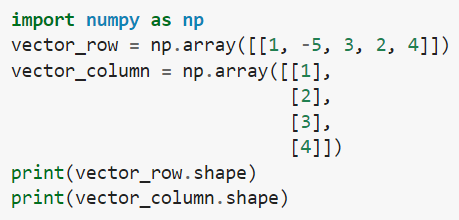 import numpy as np
vector_row = np.array([[1, -5, 3, 2, 4]])
vector_column = np.array([[1],
                          [2],
                          [3],
                          [4]])
print(vector_row.shape)
print(vector_column.shape)